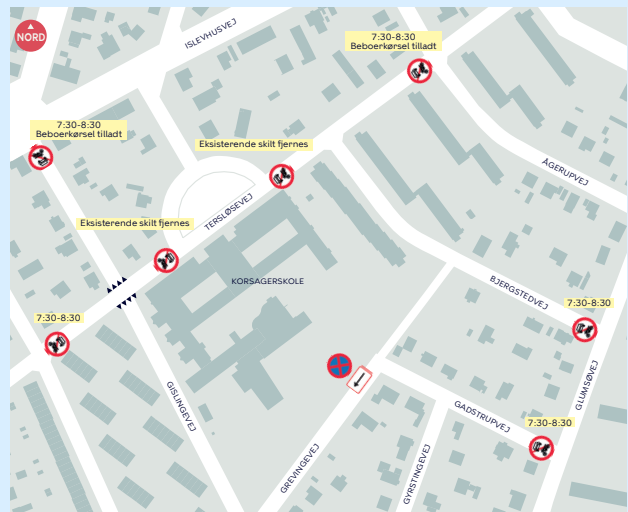 NORD
ISLEVHUSVEJ
7:30-8:30
Beboerkørsel tilladt
7:30-8:30
Beboerkørsel tilladt
Eksisterende skilt fjernes
ÅGERUPVEJ
TERSLØSEVEJ
Eksisterende skilt fjernes
KORSAGERSKOLE
BJERGSTEDVEJ
7:30-8:30
7:30-8:30
GISLINGEVEJ
GLUMSØVEJ
GADSTRUPVEJ
7:30-8:30
GREVINGEVEJ
GYRSTINGEVEJ